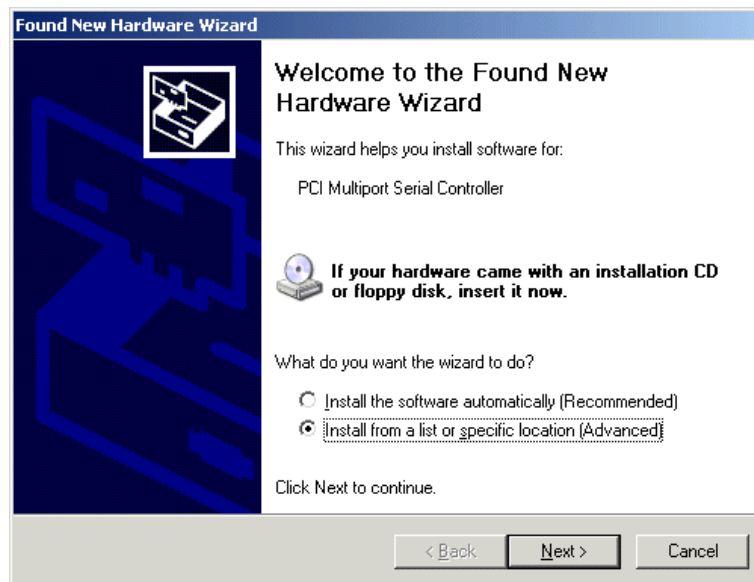 Found New Hardware Wizard
Welcome to the Found New
Hardware Wizard
This wizard helps you install software for:
PCI Multiport Serial Controller
If your hardware came with an installation CD
or floppy disk, insert it now.
What do you want the wizard to do?
Install the software automatically (Recommended)
Install from a list or specific location (Advanced)
Click Next to continue.
< Back
Next >
Cancel